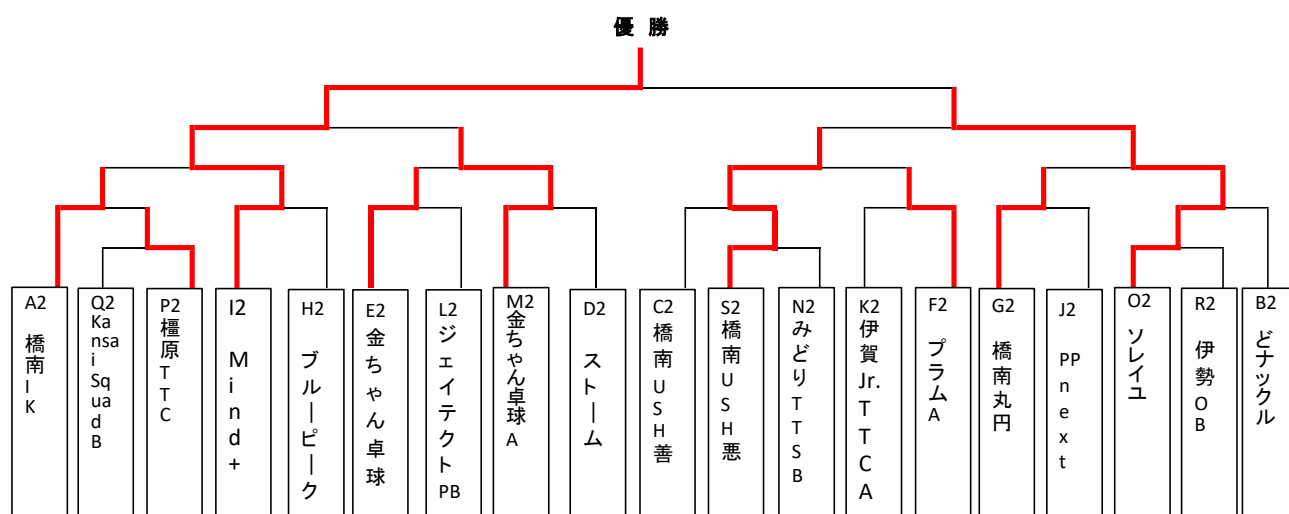 優 勝
A2 橋南IK
Q2 Kansai Squad B
P2 橿原TTC
I2 Mind+
H2 ブルーピーク
E2 金ちゃん卓球
L2 ジェイテクトPB
M2 金ちゃん卓球A
D2 ストーム
C2 橋南USH善
S2 橋南USH悪
N2 みどりTTSB
K2 伊賀Jr.TTCA
F2 プラムA
G2 橋南丸円
J2 PPnext
O2 ソレイユ
R2 伊勢OB
B2 どナックル